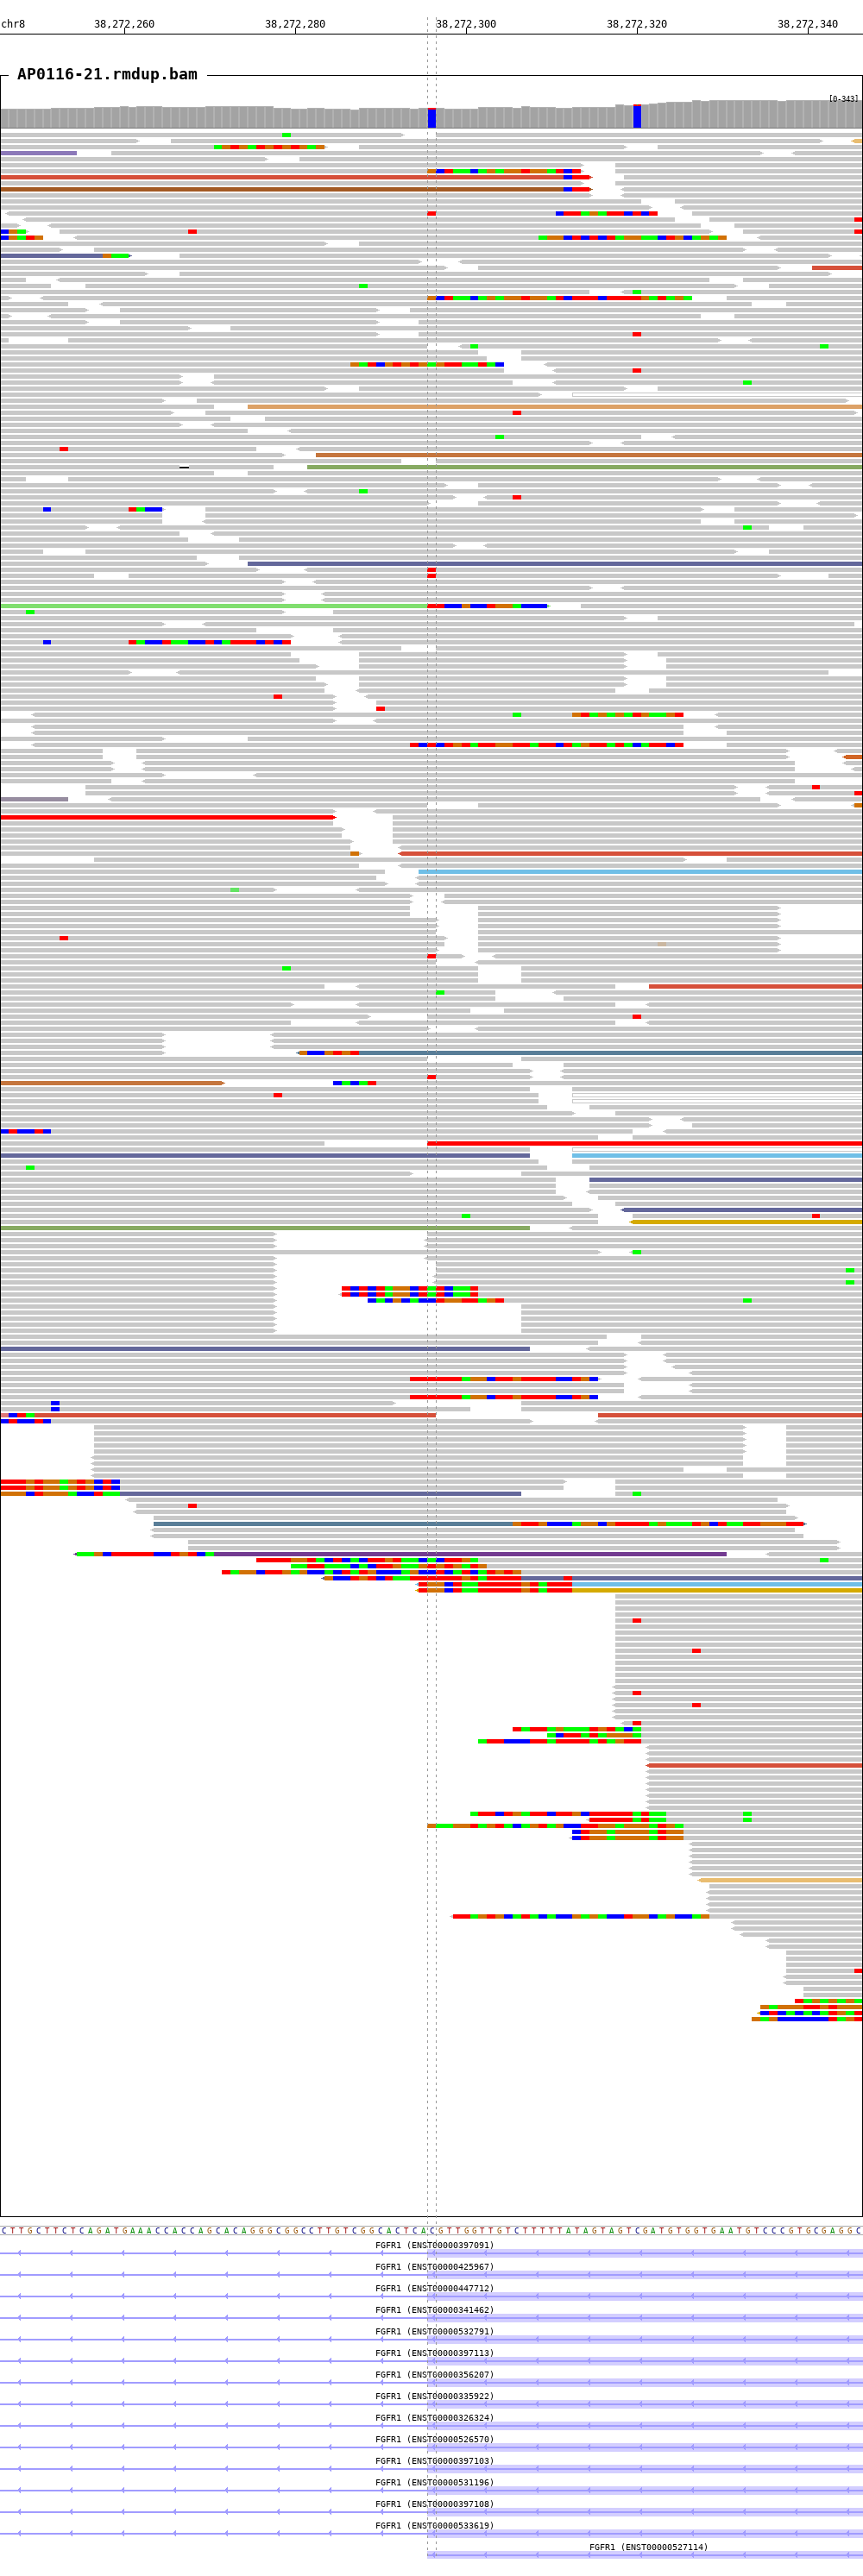 chr8 38,272,260 38,272,280 38,272,300 38,272,320 38,272,340
AP0116-21.rmdup.bam
[0-343]
C T T G C T T C T C A G A T G A A A C C A C C A G C A C A G G G C G G C C T T G T C G G C A C T C A C G T T G G T T G T C T T T T T A T A G T A G T C G A T G T G G T G A A T G T C C C G T G C G A G G C
FGFR1 (ENST00000397091)
FGFR1 (ENST00000425967)
FGFR1 (ENST00000447712)
FGFR1 (ENST00000341462)
FGFR1 (ENST00000532791)
FGFR1 (ENST00000397113)
FGFR1 (ENST00000356207)
FGFR1 (ENST00000335922)
FGFR1 (ENST00000326324)
FGFR1 (ENST00000526570)
FGFR1 (ENST00000397103)
FGFR1 (ENST00000531196)
FGFR1 (ENST00000397108)
FGFR1 (ENST00000533619)
FGFR1 (ENST00000527114)